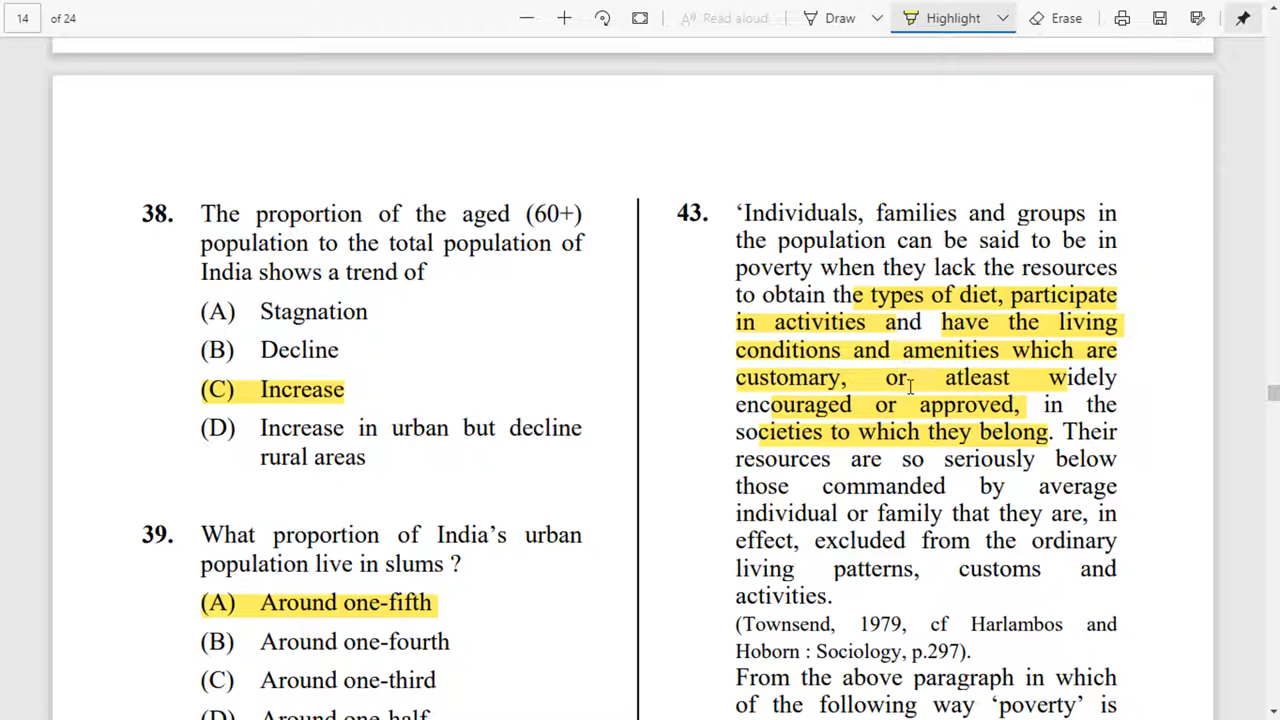 14 of 24
Read aloud
Draw
Highlight
Erase
38. The proportion of the aged (60+)
population to the total population of
India shows a trend of
(A) Stagnation
(B) Decline
(C) Increase
(D) Increase in urban but decline
rural areas
39. What proportion of India's urban
population live in slums ?
(A) Around one-fifth
(B) Around one-fourth
(C) Around one-third
(D) Around one-half
43. ‘Individuals, families and groups in
the population can be said to be in
poverty when they lack the resources
to obtain the types of diet, participate
in activities and have the living
conditions and amenities which are
customary, or atleast widely
encouraged or approved, in the
societies to which they belong. Their
resources are so seriously below
those commanded by average
individual or family that they are, in
effect, excluded from the ordinary
living patterns, customs and
activities.
(Townsend, 1979, cf Harlambos and
Hoborn : Sociology, p.297).
From the above paragraph in which
of the following way ‘poverty’ is